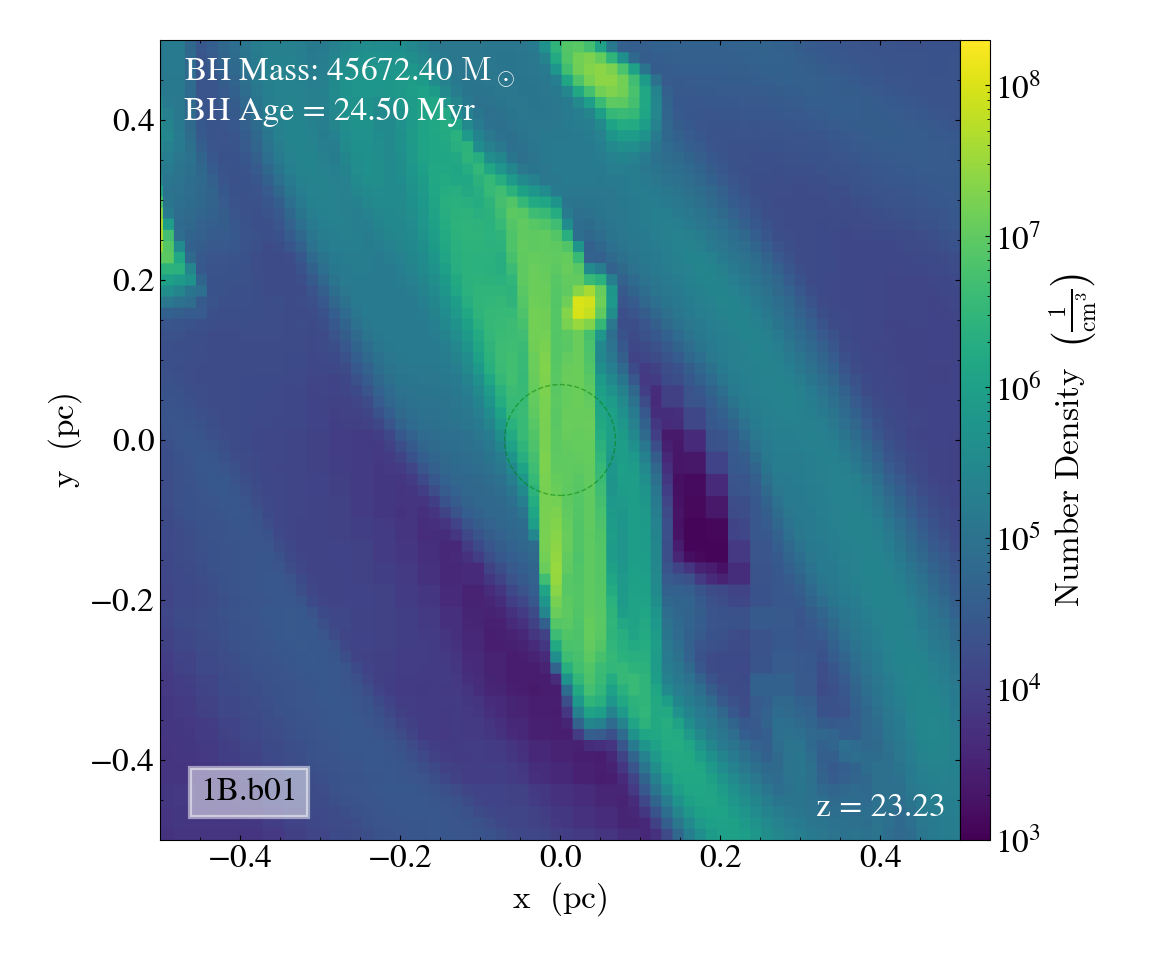 BH Mass: 45672.40 M⊙
BH Age = 24.50 Myr
1B.b01
z = 23.23
0.4
0.2
0.0
−0.2
−0.4
y (pc)
−0.4
−0.2
0.0
0.2
0.4
x (pc)
10⁸
10⁷
10⁶
10⁵
10⁴
10³
Number Density (1/cm³)